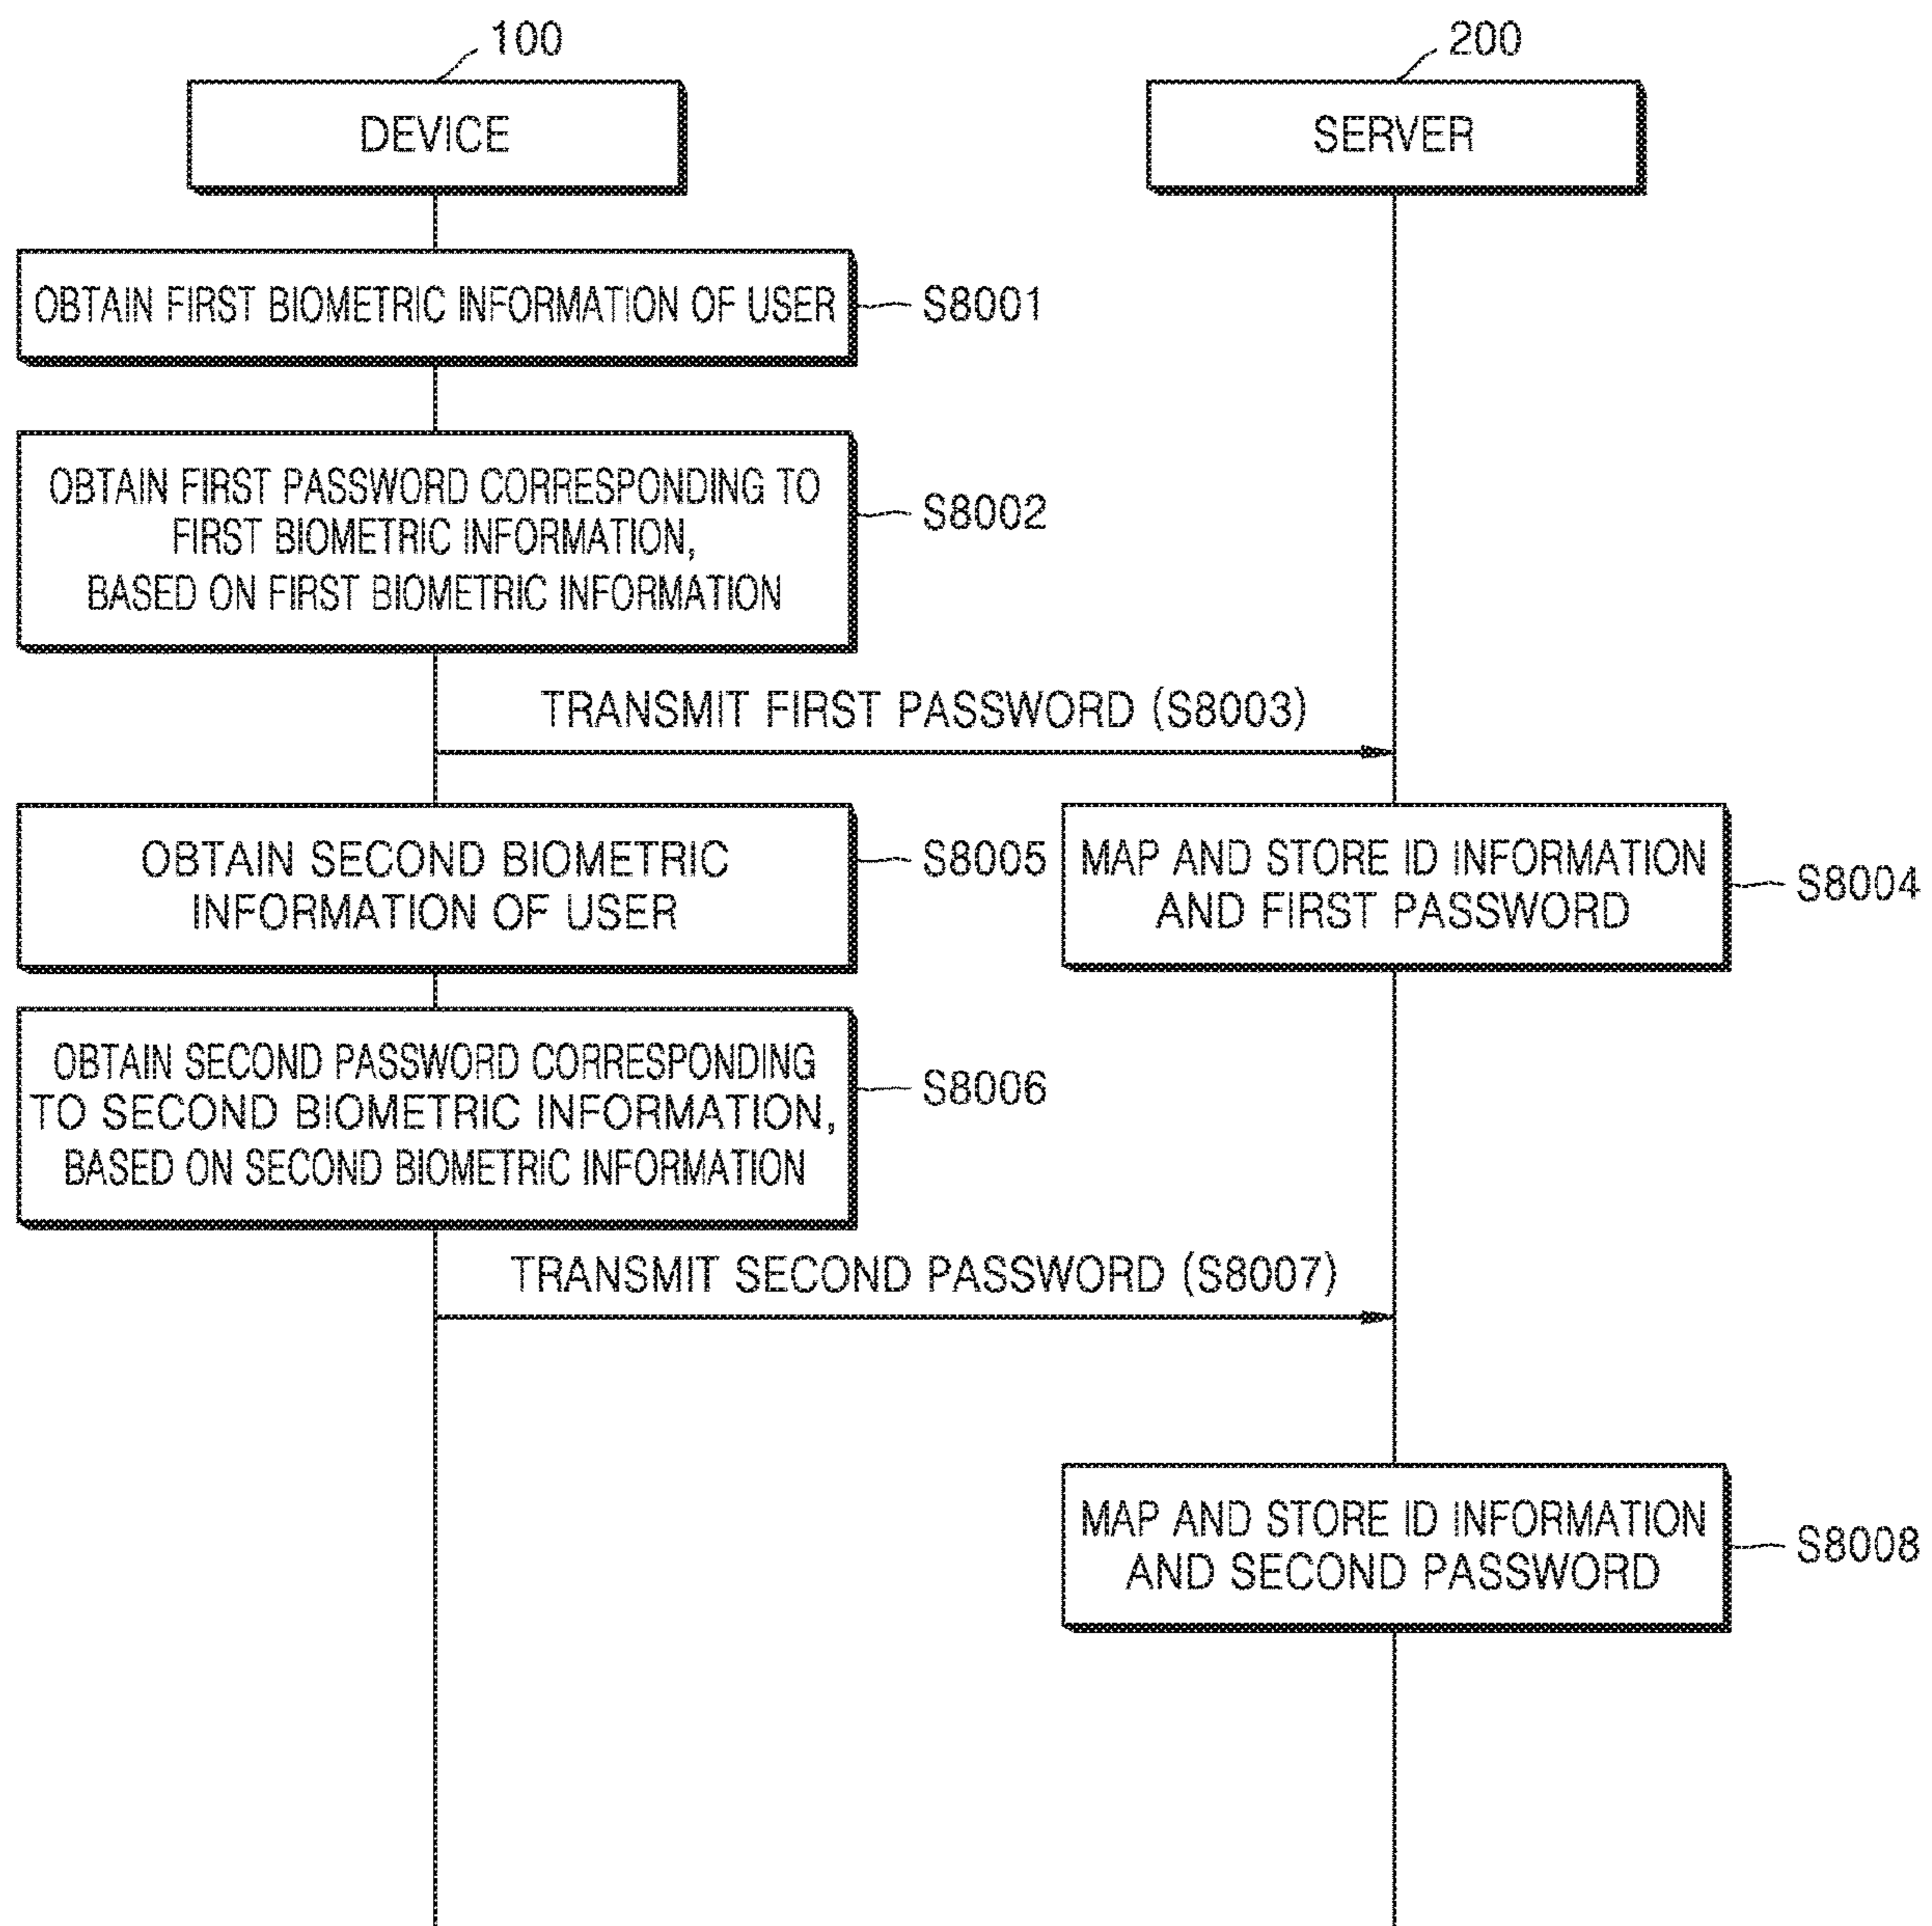 100
200
DEVICE
SERVER
OBTAIN FIRST BIOMETRIC INFORMATION OF USER
S8001
OBTAIN FIRST PASSWORD CORRESPONDING TO
FIRST BIOMETRIC INFORMATION,
BASED ON FIRST BIOMETRIC INFORMATION
S8002
TRANSMIT FIRST PASSWORD (S8003)
OBTAIN SECOND BIOMETRIC
INFORMATION OF USER
S8005
MAP AND STORE ID INFORMATION
AND FIRST PASSWORD
S8004
OBTAIN SECOND PASSWORD CORRESPONDING
TO SECOND BIOMETRIC INFORMATION,
BASED ON SECOND BIOMETRIC INFORMATION
S8006
TRANSMIT SECOND PASSWORD (S8007)
MAP AND STORE ID INFORMATION
AND SECOND PASSWORD
S8008